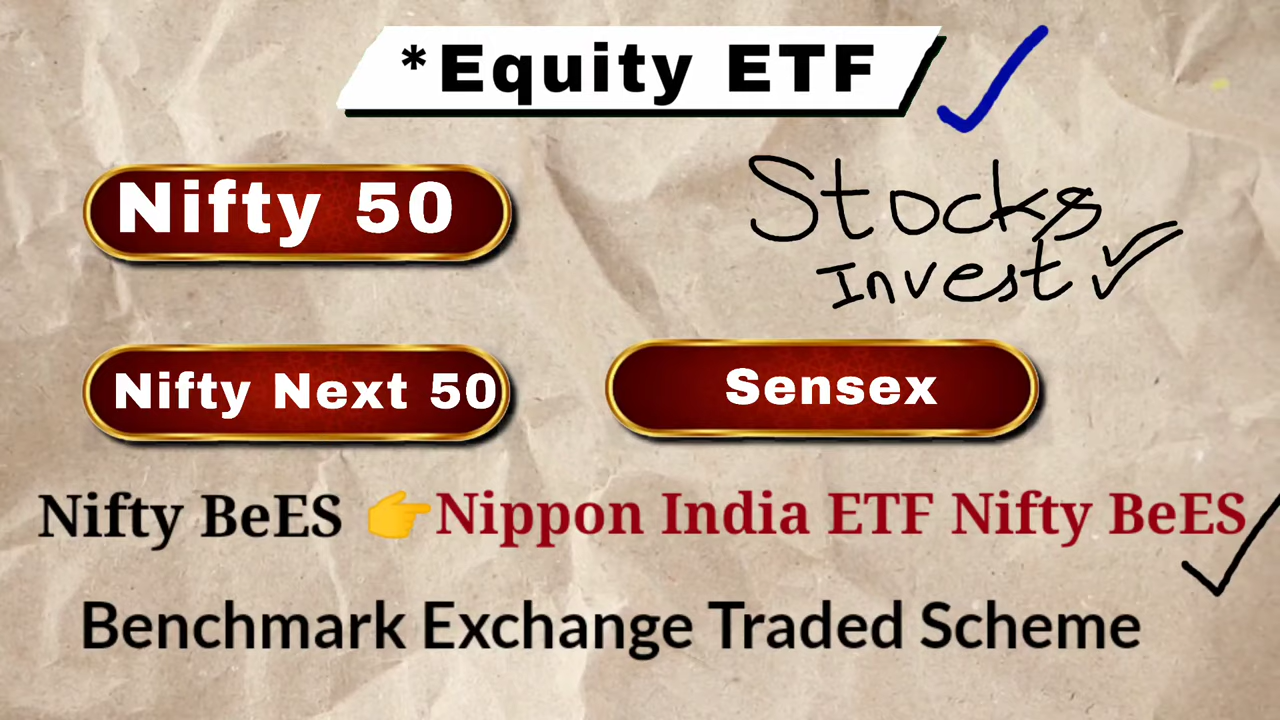 *Equity ETF
Nifty 50
Stocks
Invest
Nifty Next 50
Sensex
Nifty BeES 👉Nippon India ETF Nifty BeES
Benchmark Exchange Traded Scheme